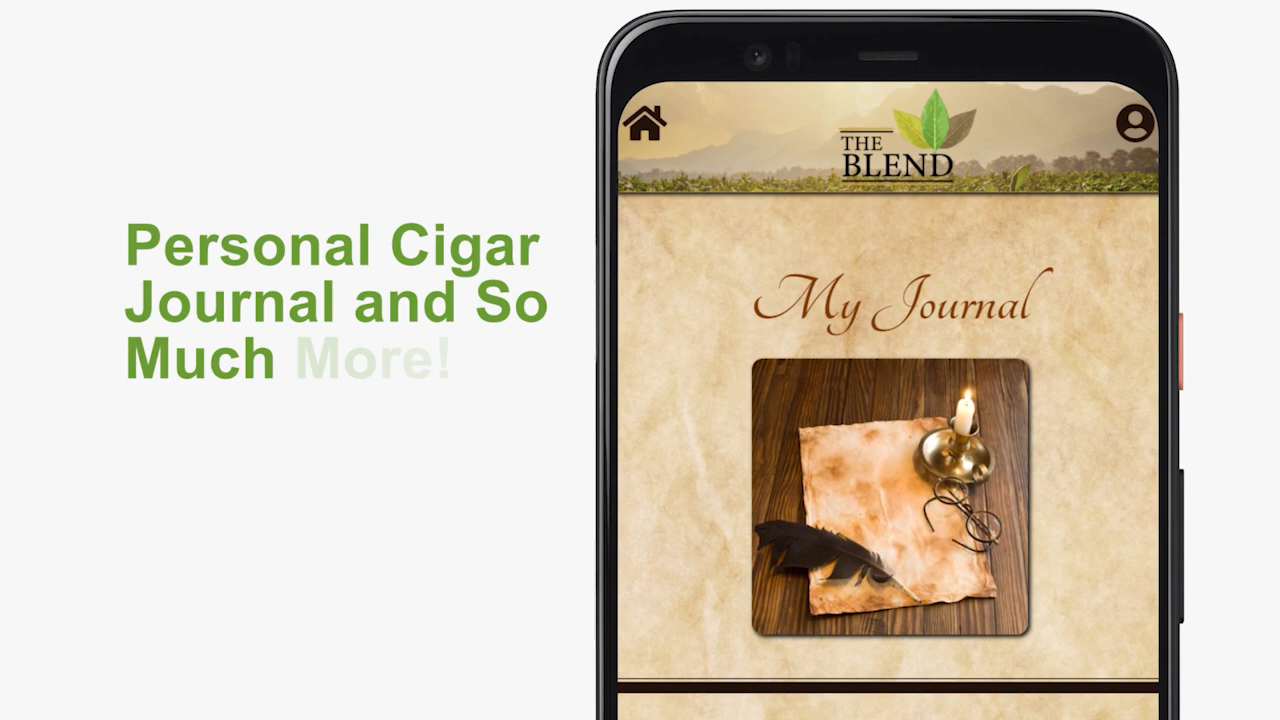 Personal Cigar
Journal and So
Much More!
THE
BLEND
My Journal